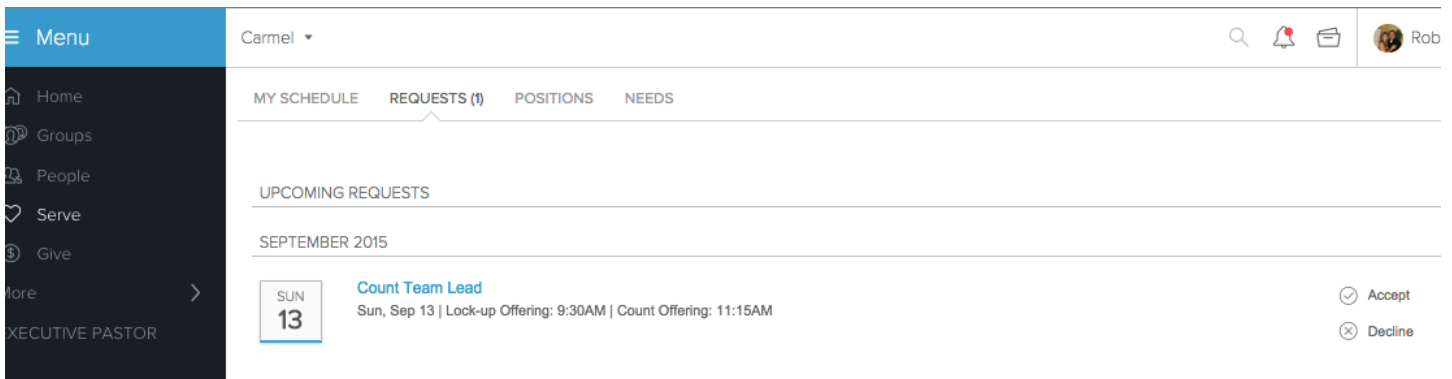 Menu
Carmel
Rob
Home
Groups
People
Serve
Give
More
EXECUTIVE PASTOR
MY SCHEDULE REQUESTS (1) POSITIONS NEEDS
UPCOMING REQUESTS
SEPTEMBER 2015
SUN
13
Count Team Lead
Sun, Sep 13 | Lock-up Offering: 9:30AM | Count Offering: 11:15AM
Accept
Decline